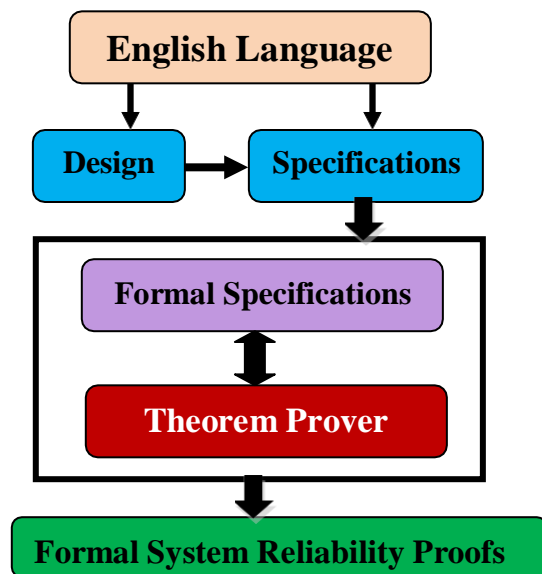 English Language
Design
Specifications
Formal Specifications
Theorem Prover
Formal System Reliability Proofs